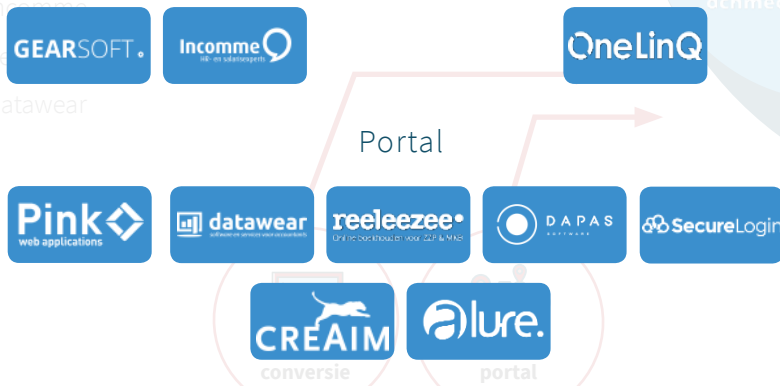 GEARSOFT.
Incomme
HR- en salarisexperts
OneLinQ
atawear
Portal
Pink
web applications
datawear
software en services voor accountants
reeleezee
Online boekhouden voor ZZP & MKB
DAPAS
SOFTWARE
SecureLogin
CREAIM
alure.
conversie
portal